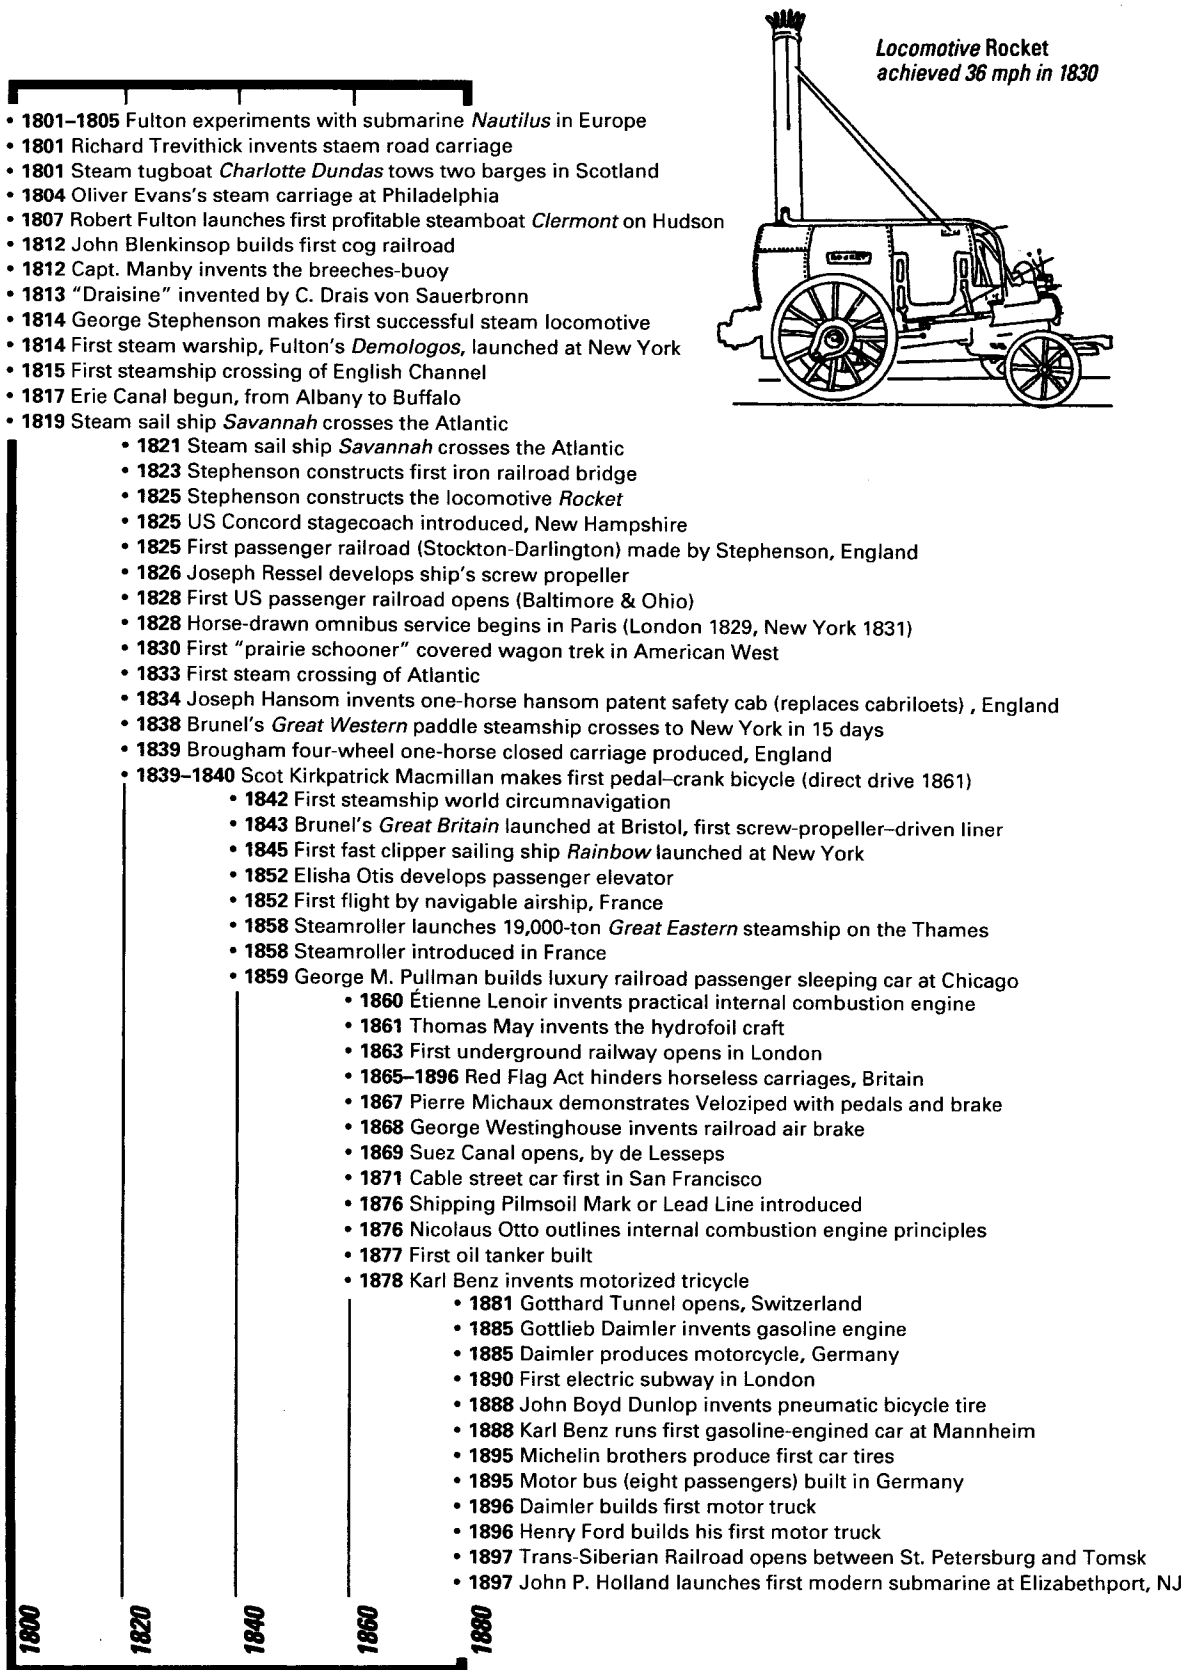 Locomotive Rocket
achieved 36 mph in 1830
• 1801–1805 Fulton experiments with submarine Nautilus in Europe
• 1801 Richard Trevithick invents staem road carriage
• 1801 Steam tugboat Charlotte Dundas tows two barges in Scotland
• 1804 Oliver Evans's steam carriage at Philadelphia
• 1807 Robert Fulton launches first profitable steamboat Clermont on Hudson
• 1812 John Blenkinsop builds first cog railroad
• 1812 Capt. Manby invents the breeches-buoy
• 1813 “Draisine” invented by C. Drais von Sauerbronn
• 1814 George Stephenson makes first successful steam locomotive
• 1814 First steam warship, Fulton's Demologos, launched at New York
• 1815 First steamship crossing of English Channel
• 1817 Erie Canal begun, from Albany to Buffalo
• 1819 Steam sail ship Savannah crosses the Atlantic
• 1821 Steam sail ship Savannah crosses the Atlantic
• 1823 Stephenson constructs first iron railroad bridge
• 1825 Stephenson constructs the locomotive Rocket
• 1825 US Concord stagecoach introduced, New Hampshire
• 1825 First passenger railroad (Stockton-Darlington) made by Stephenson, England
• 1826 Joseph Ressel develops ship's screw propeller
• 1828 First US passenger railroad opens (Baltimore & Ohio)
• 1828 Horse-drawn omnibus service begins in Paris (London 1829, New York 1831)
• 1830 First “prairie schooner” covered wagon trek in American West
• 1833 First steam crossing of Atlantic
• 1834 Joseph Hansom invents one-horse hansom patent safety cab (replaces cabriloets) , England
• 1838 Brunel's Great Western paddle steamship crosses to New York in 15 days
• 1839 Brougham four-wheel one-horse closed carriage produced, England
• 1839–1840 Scot Kirkpatrick Macmillan makes first pedal–crank bicycle (direct drive 1861)
• 1842 First steamship world circumnavigation
• 1843 Brunel's Great Britain launched at Bristol, first screw-propeller–driven liner
• 1845 First fast clipper sailing ship Rainbow launched at New York
• 1852 Elisha Otis develops passenger elevator
• 1852 First flight by navigable airship, France
• 1858 Steamroller launches 19,000-ton Great Eastern steamship on the Thames
• 1858 Steamroller introduced in France
• 1859 George M. Pullman builds luxury railroad passenger sleeping car at Chicago
• 1860 Étienne Lenoir invents practical internal combustion engine
• 1861 Thomas May invents the hydrofoil craft
• 1863 First underground railway opens in London
• 1865–1896 Red Flag Act hinders horseless carriages, Britain
• 1867 Pierre Michaux demonstrates Veloziped with pedals and brake
• 1868 George Westinghouse invents railroad air brake
• 1869 Suez Canal opens, by de Lesseps
• 1871 Cable street car first in San Francisco
• 1876 Shipping Pilmsoil Mark or Lead Line introduced
• 1876 Nicolaus Otto outlines internal combustion engine principles
• 1877 First oil tanker built
• 1878 Karl Benz invents motorized tricycle
• 1881 Gotthard Tunnel opens, Switzerland
• 1885 Gottlieb Daimler invents gasoline engine
• 1885 Daimler produces motorcycle, Germany
• 1890 First electric subway in London
• 1888 John Boyd Dunlop invents pneumatic bicycle tire
• 1888 Karl Benz runs first gasoline-engined car at Mannheim
• 1895 Michelin brothers produce first car tires
• 1895 Motor bus (eight passengers) built in Germany
• 1896 Daimler builds first motor truck
• 1896 Henry Ford builds his first motor truck
• 1897 Trans-Siberian Railroad opens between St. Petersburg and Tomsk
• 1897 John P. Holland launches first modern submarine at Elizabethport, NJ
1800
1820
1840
1860
1880